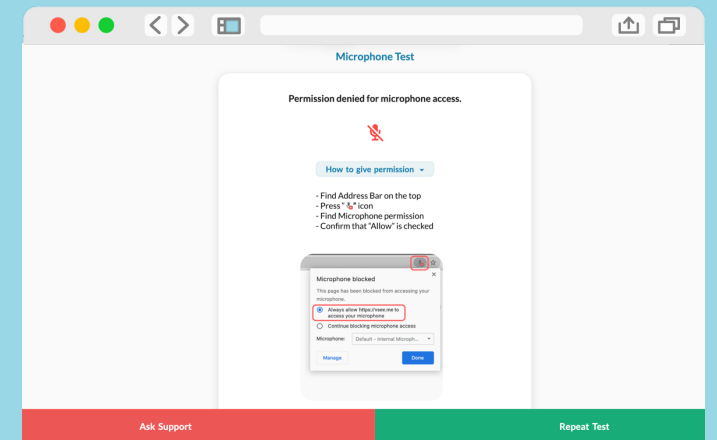 Microphone Test
Permission denied for microphone access.
How to give permission
- Find Address Bar on the top
- Press " " icon
- Find Microphone permission
- Confirm that "Allow" is checked
Microphone blocked
This page has been blocked from accessing your
microphone.
Always allow https://vsee.me to
access your microphone
Continue blocking microphone access
Microphone:
Default - Internal Microph...
Manage
Done
Ask Support
Repeat Test